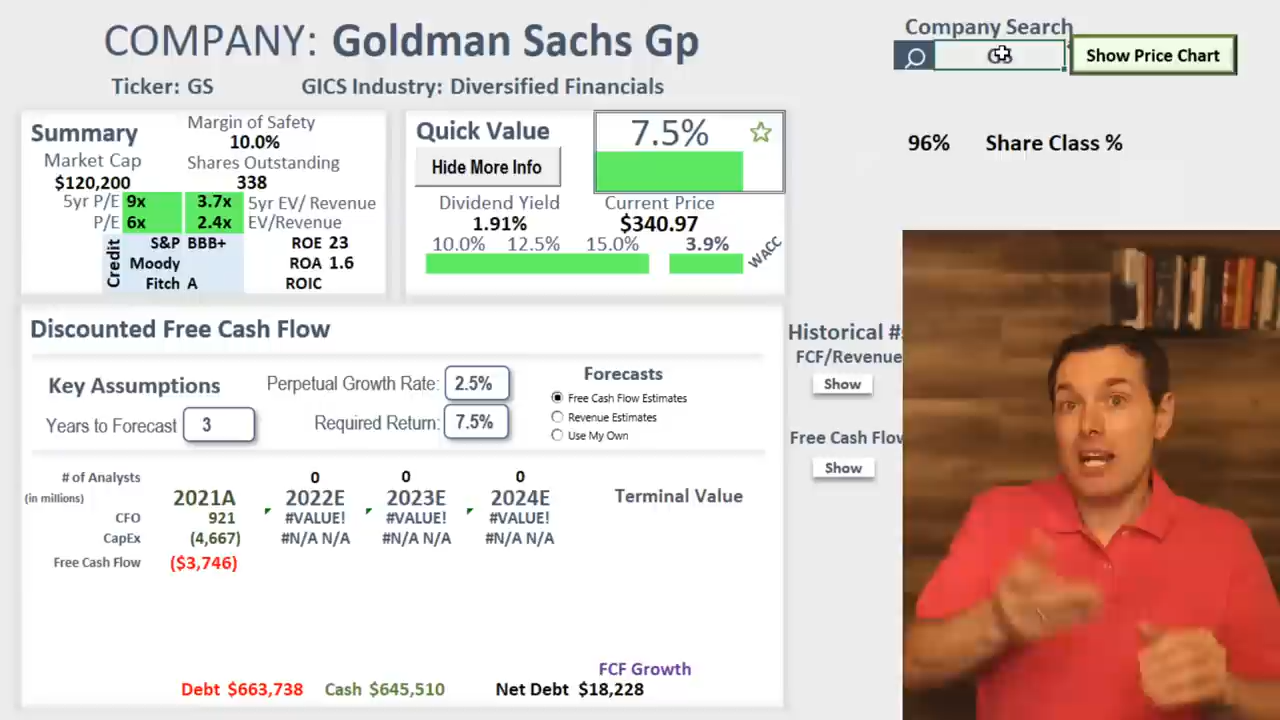 COMPANY: Goldman Sachs Gp
Ticker: GS
GICS Industry: Diversified Financials
Company Search
GS
Show Price Chart
96% Share Class %
Summary
Margin of Safety
10.0%
Market Cap
$120,200
Shares Outstanding
338
5yr P/E 9x 3.7x 5yr EV/ Revenue
P/E 6x 2.4x EV/Revenue
Credit
S&P BBB+
Moody
Fitch A
ROE 23
ROA 1.6
ROIC
Quick Value
Hide More Info
7.5%
Dividend Yield
1.91%
Current Price
$340.97
10.0% 12.5% 15.0% 3.9% WACC
Discounted Free Cash Flow
Key Assumptions
Years to Forecast 3
Perpetual Growth Rate: 2.5%
Required Return: 7.5%
Forecasts
Free Cash Flow Estimates
Revenue Estimates
Use My Own
Historical #
FCF/Revenue
Show
Free Cash Flow
Show
# of Analysts 0 0 0
(in millions) 2021A 2022E 2023E 2024E Terminal Value
CFO 921 #VALUE! #VALUE! #VALUE!
CapEx (4,667) #N/A N/A #N/A N/A #N/A N/A
Free Cash Flow ($3,746)
FCF Growth
Debt $663,738 Cash $645,510 Net Debt $18,228